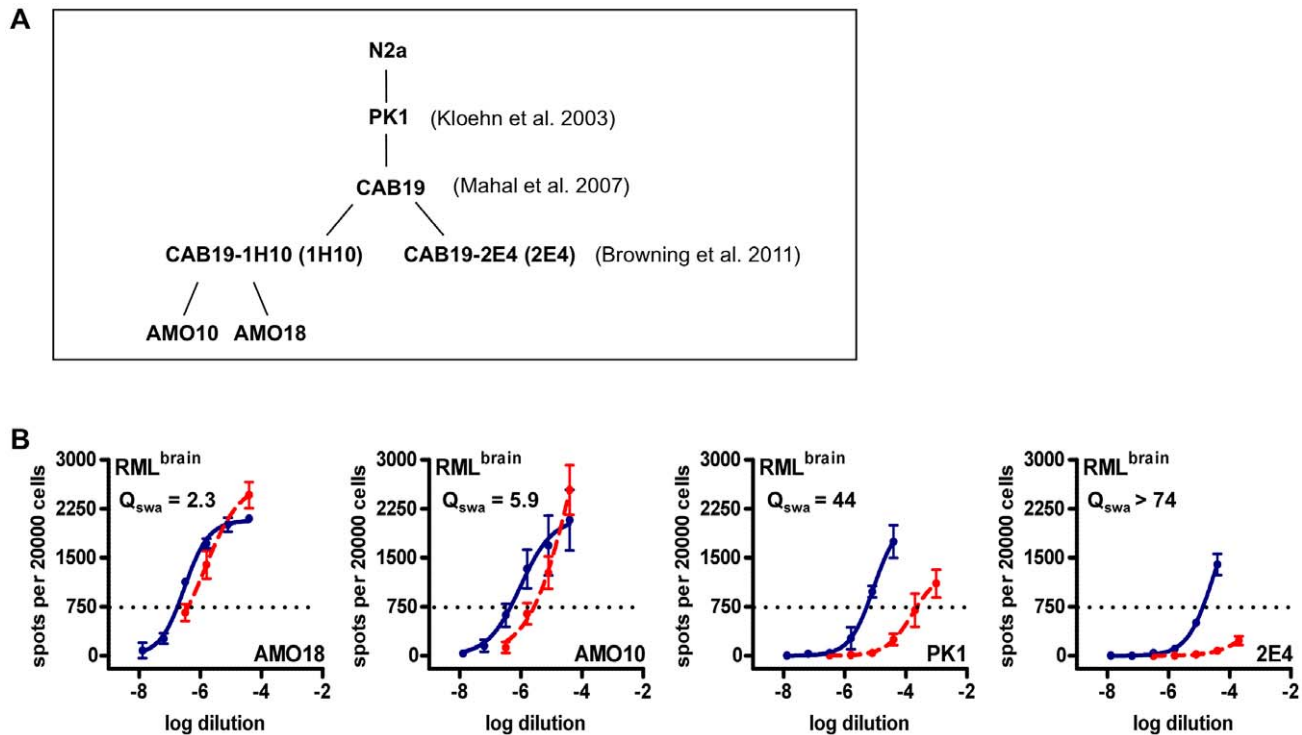 A
N2a
PK1 (Kloehn et al. 2003)
CAB19 (Mahal et al. 2007)
CAB19-1H10 (1H10) CAB19-2E4 (2E4) (Browning et al. 2011)
AMO10 AMO18
B
spots per 20000 cells
3000
2250
1500
750
0
RML^brain
Q_swa = 2.3
AMO18
-8 -6 -4 -2
log dilution
spots per 20000 cells
3000
2250
1500
750
0
RML^brain
Q_swa = 5.9
AMO10
-8 -6 -4 -2
log dilution
spots per 20000 cells
3000
2250
1500
750
0
RML^brain
Q_swa = 44
PK1
-8 -6 -4 -2
log dilution
spots per 20000 cells
3000
2250
1500
750
0
RML^brain
Q_swa > 74
2E4
-8 -6 -4 -2
log dilution